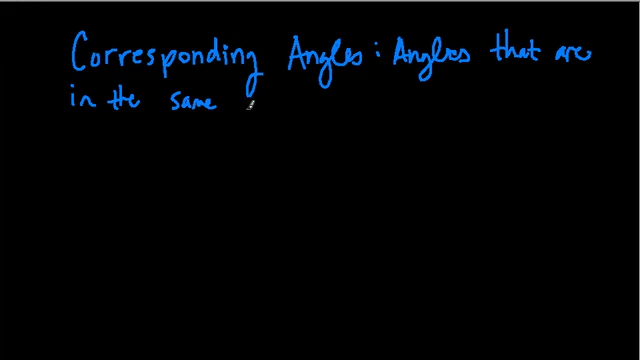 Corresponding Angles : Angles that are
in the same